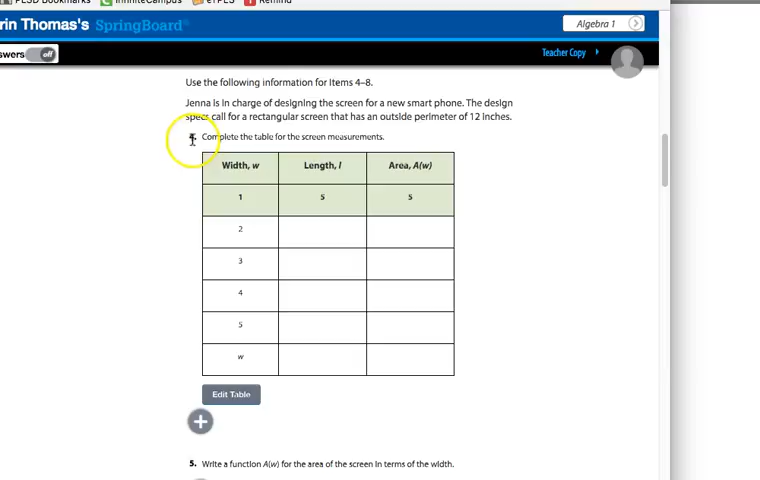 InfiniteCampus
Remind
rin Thomas's SpringBoard
Algebra 1
swers off
Teacher Copy
Use the following information for Items 4–8.
Jenna is in charge of designing the screen for a new smart phone. The design
specs call for a rectangular screen that has an outside perimeter of 12 inches.
4. Complete the table for the screen measurements.
Width, w Length, l Area, A(w)
1 5 5
2
3
4
5
w
Edit Table
5. Write a function A(w) for the area of the screen in terms of the width.